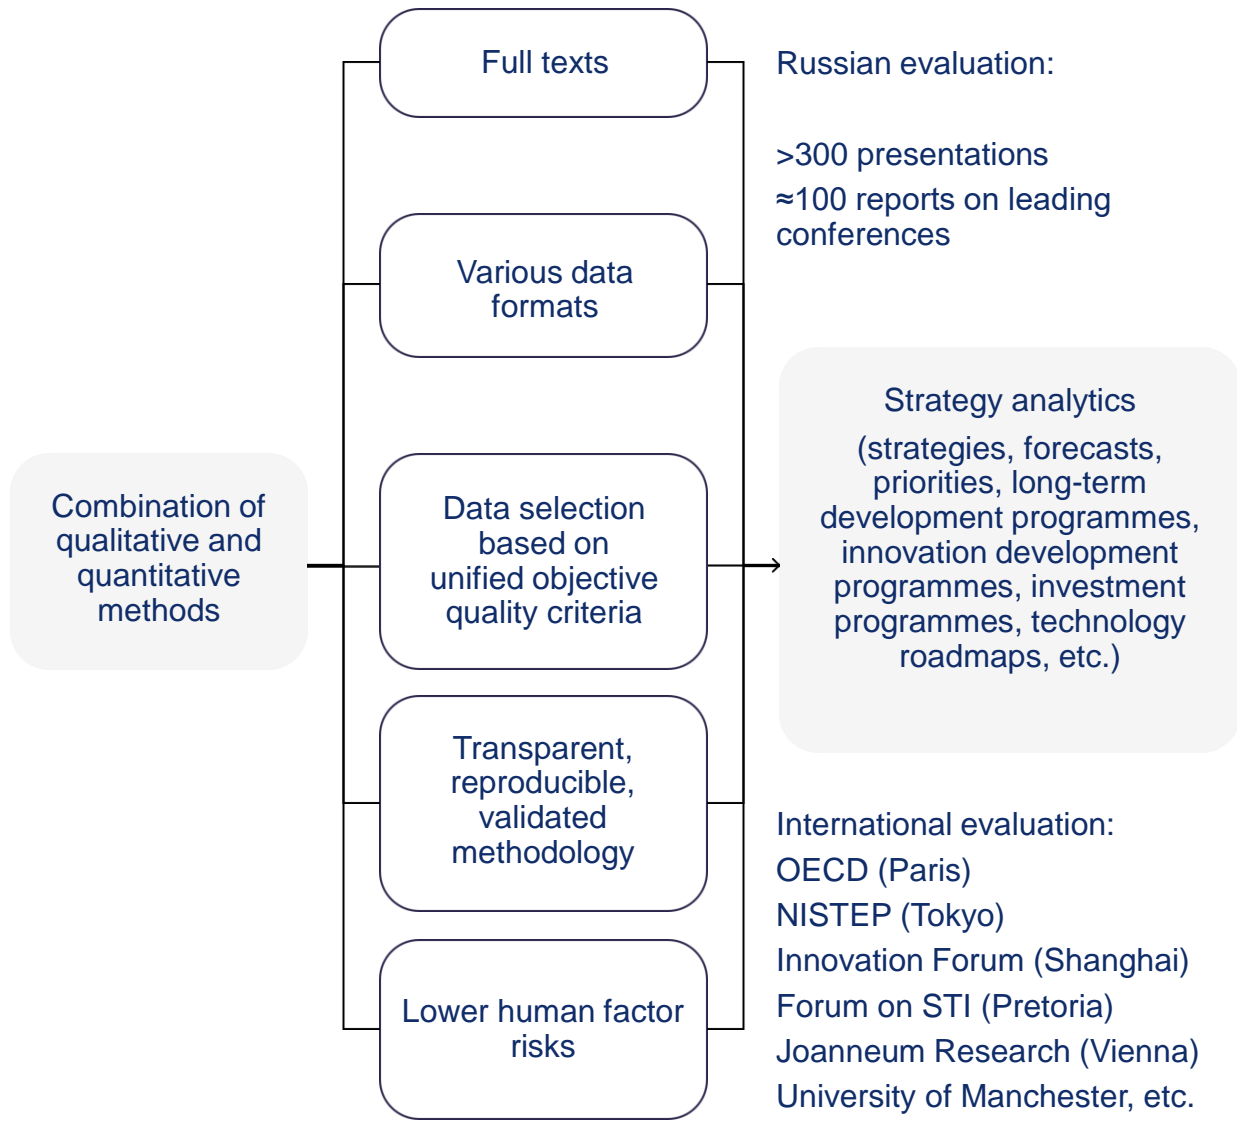 Full texts
Russian evaluation:
>300 presentations
≈100 reports on leading
conferences
Various data
formats
Strategy analytics
(strategies, forecasts,
priorities, long-term
development programmes,
innovation development
programmes, investment
programmes, technology
roadmaps, etc.)
Combination of
qualitative and
quantitative
methods
Data selection
based on
unified objective
quality criteria
Transparent,
reproducible,
validated
methodology
Lower human factor
risks
International evaluation:
OECD (Paris)
NISTEP (Tokyo)
Innovation Forum (Shanghai)
Forum on STI (Pretoria)
Joanneum Research (Vienna)
University of Manchester, etc.